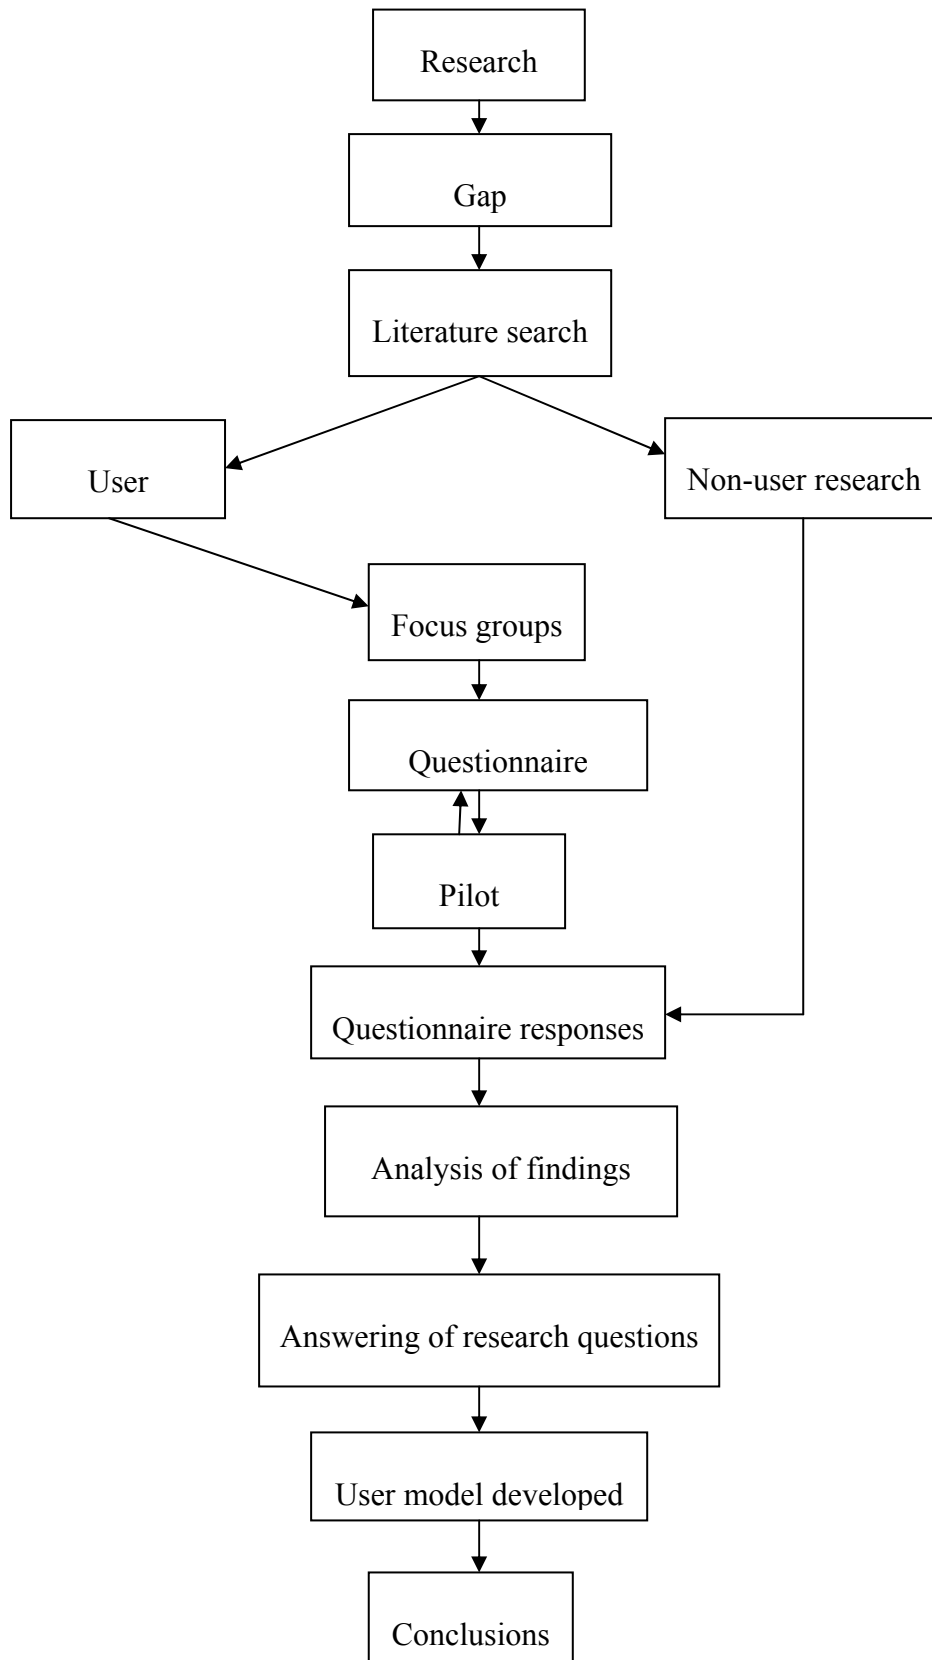 Research
Gap
Literature search
User
Non-user research
Focus groups
Questionnaire
Pilot
Questionnaire responses
Analysis of findings
Answering of research questions
User model developed
Conclusions